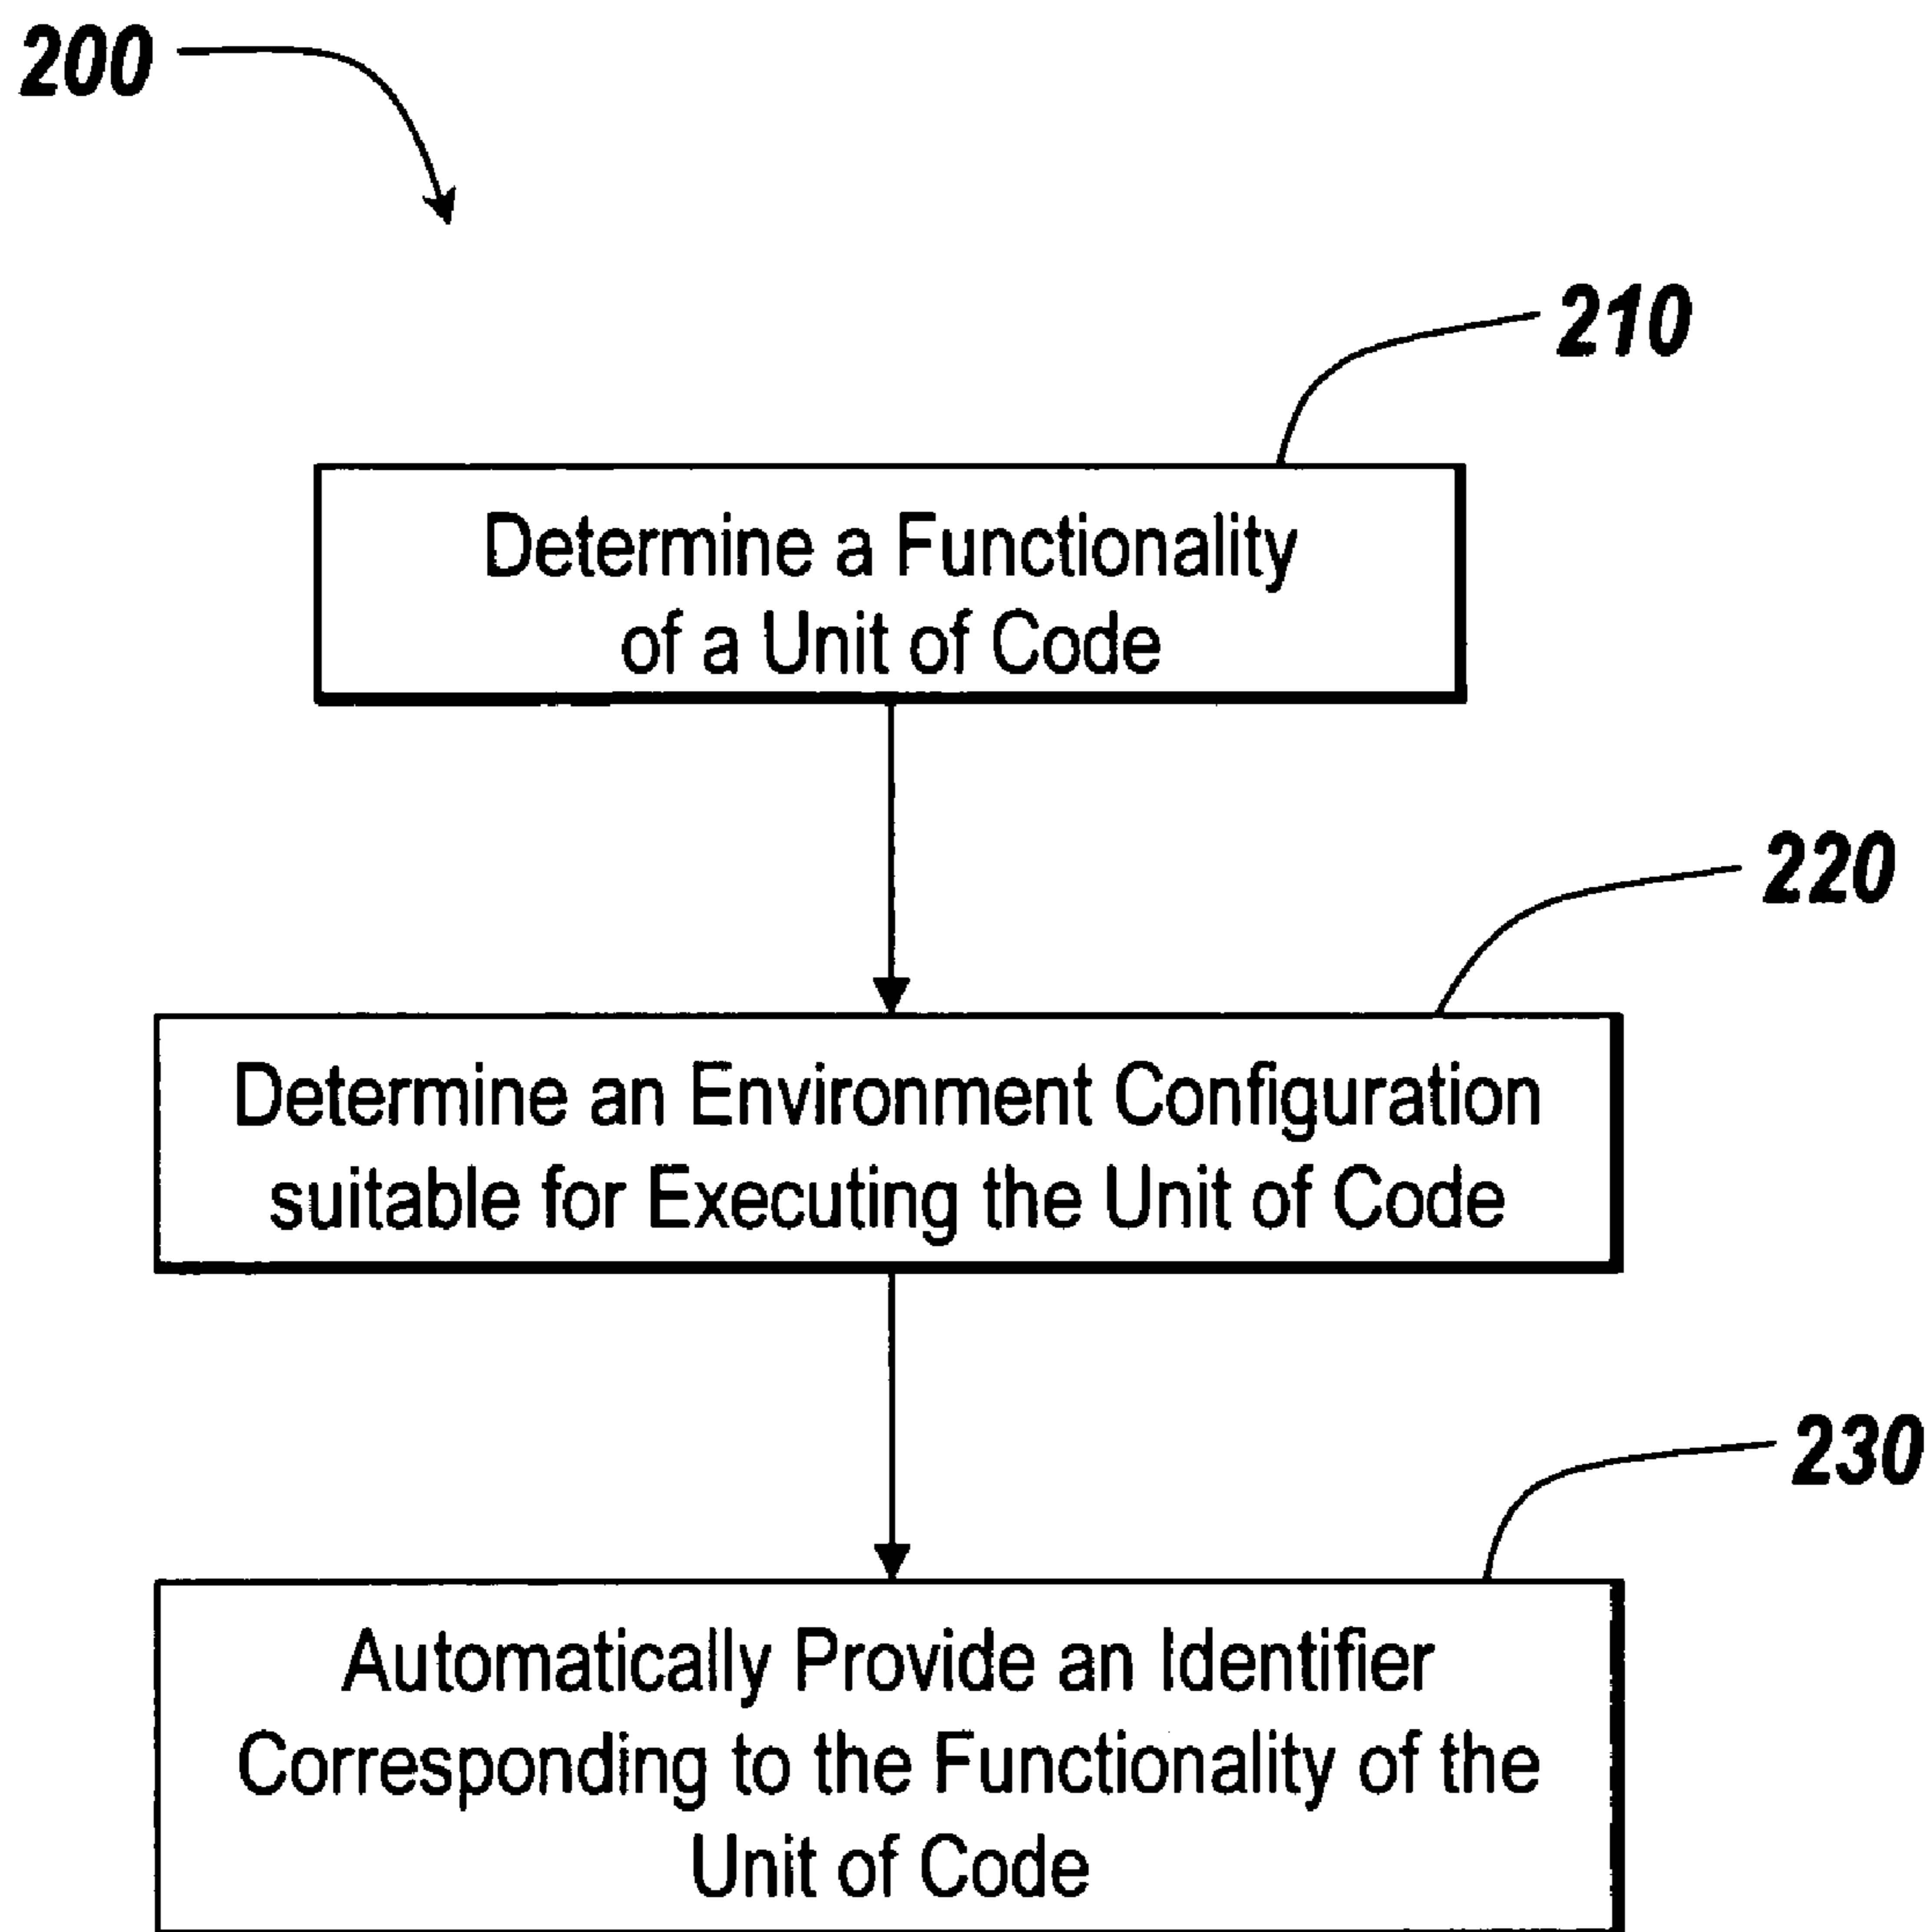 200
210
Determine a Functionality
of a Unit of Code
220
Determine an Environment Configuration
suitable for Executing the Unit of Code
230
Automatically Provide an Identifier
Corresponding to the Functionality of the
Unit of Code